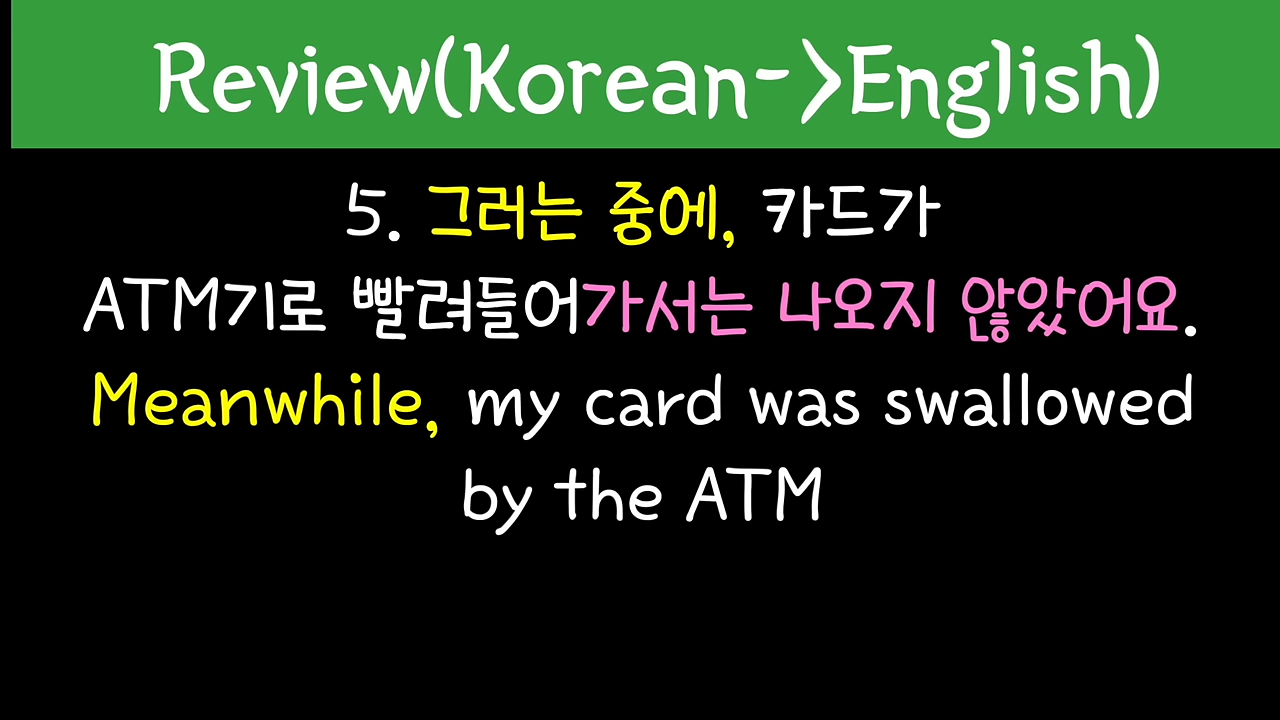 Review(Korean->English)
5. 그러는 중에, 카드가
ATM기로 빨려들어가서는 나오지 않았어요.
Meanwhile, my card was swallowed
by the ATM